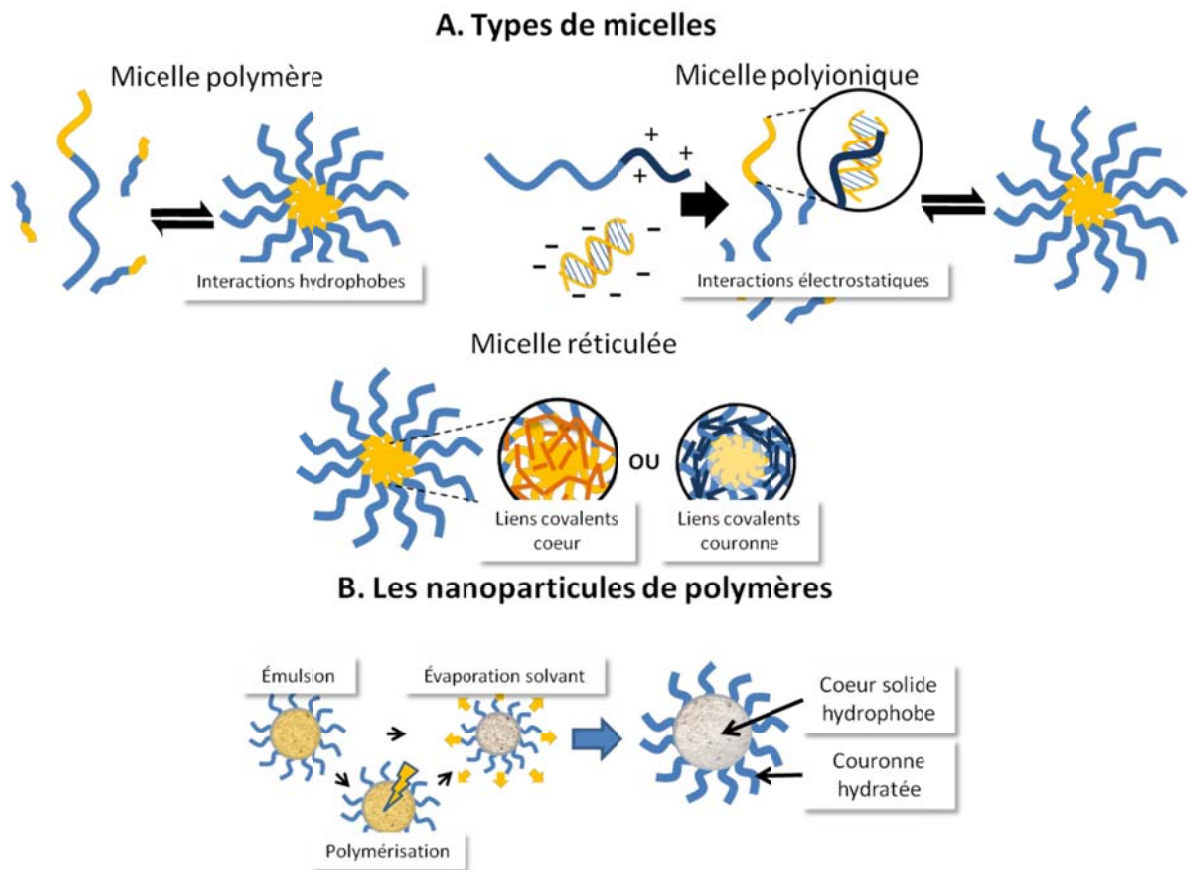 A. Types de micelles
Micelle polymère
Micelle polyionique
+
+
+
Interactions hydrophobes
Interactions électrostatiques
Micelle réticulée
OU
Liens covalents
coeur
Liens covalents
couronne
B. Les nanoparticules de polymères
Émulsion
Évaporation solvant
Coeur solide
hydrophobe
Couronne
hydratée
Polymérisation